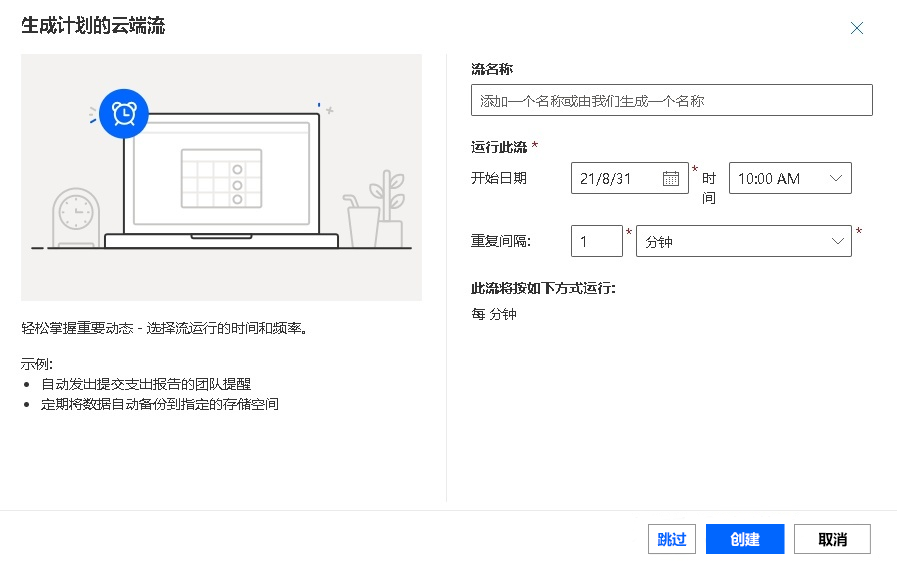 生成计划的云端流
流名称
添加一个名称或由我们生成一个名称
运行此流 *
开始日期 21/8/31 * 时间 10:00 AM
重复间隔: 1 * 分钟 *
此流将按如下方式运行:
每 分钟
轻松掌握重要动态 - 选择流运行的时间和频率。
示例:
• 自动发出提交支出报告的团队提醒
• 定期将数据自动备份到指定的存储空间
跳过 创建 取消